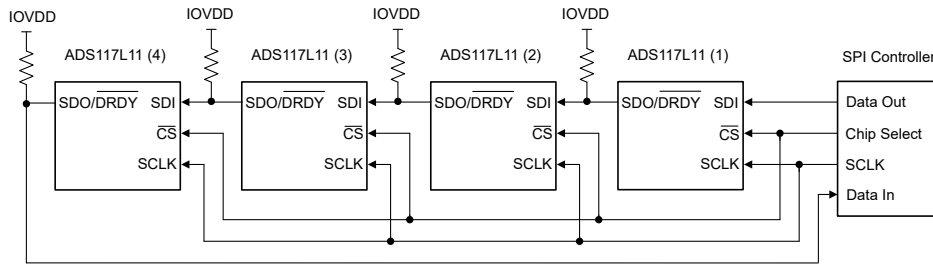 IOVDD IOVDD IOVDD IOVDD
ADS117L11 (4) ADS117L11 (3) ADS117L11 (2) ADS117L11 (1) SPI Controller
SDO/DRDY SDI SDO/DRDY SDI SDO/DRDY SDI SDO/DRDY SDI Data Out
CS CS CS CS Chip Select
SCLK SCLK SCLK SCLK SCLK
Data In